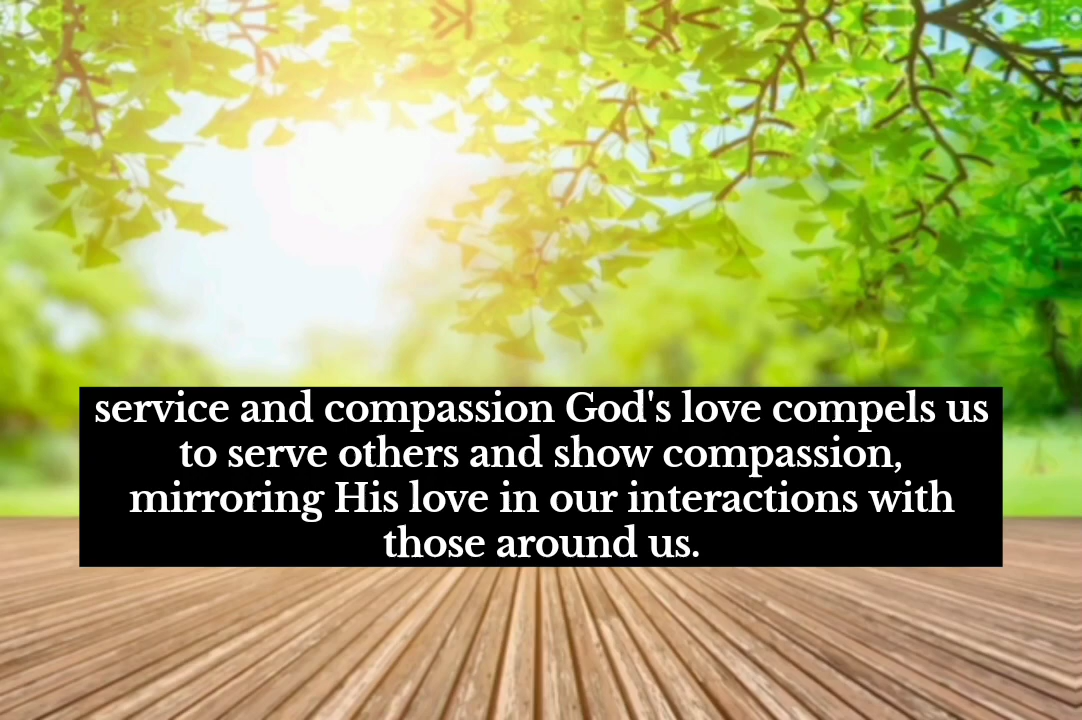 service and compassion God's love compels us
to serve others and show compassion,
mirroring His love in our interactions with
those around us.